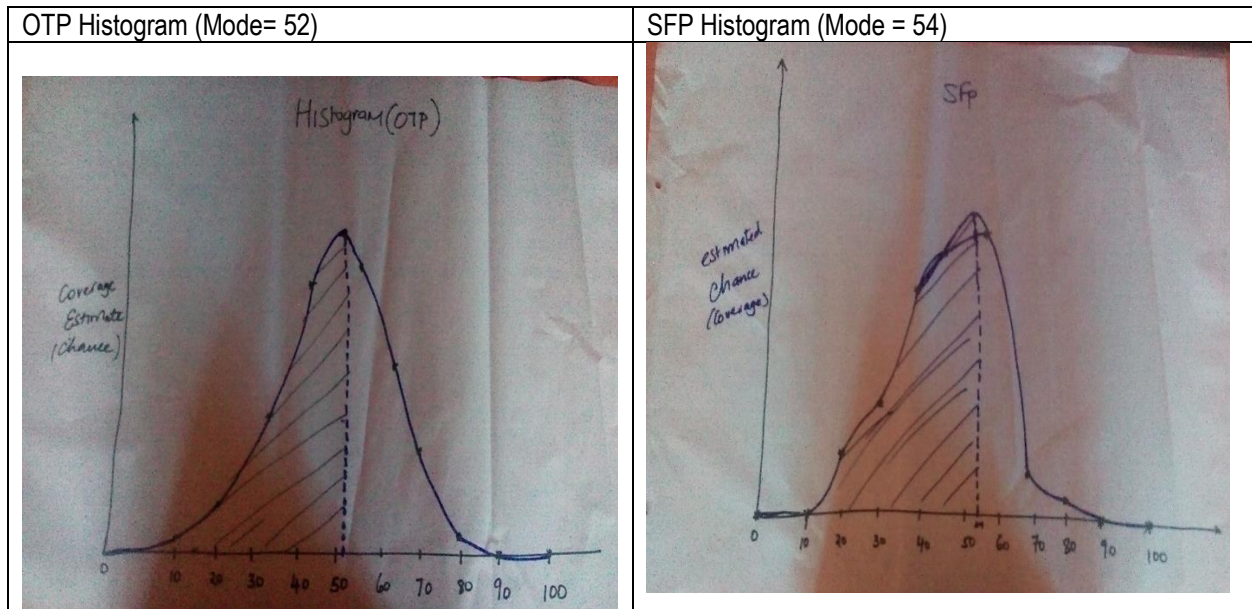 OTP Histogram (Mode= 52)
SFP Histogram (Mode = 54)
Histogram (OTP)
Coverage
Estimate
(Chance)
0 10 20 30 40 50 60 70 80 90 100
SFP
estimated
Chance
(Coverage)
0 10 20 30 40 50 60 70 80 90 100